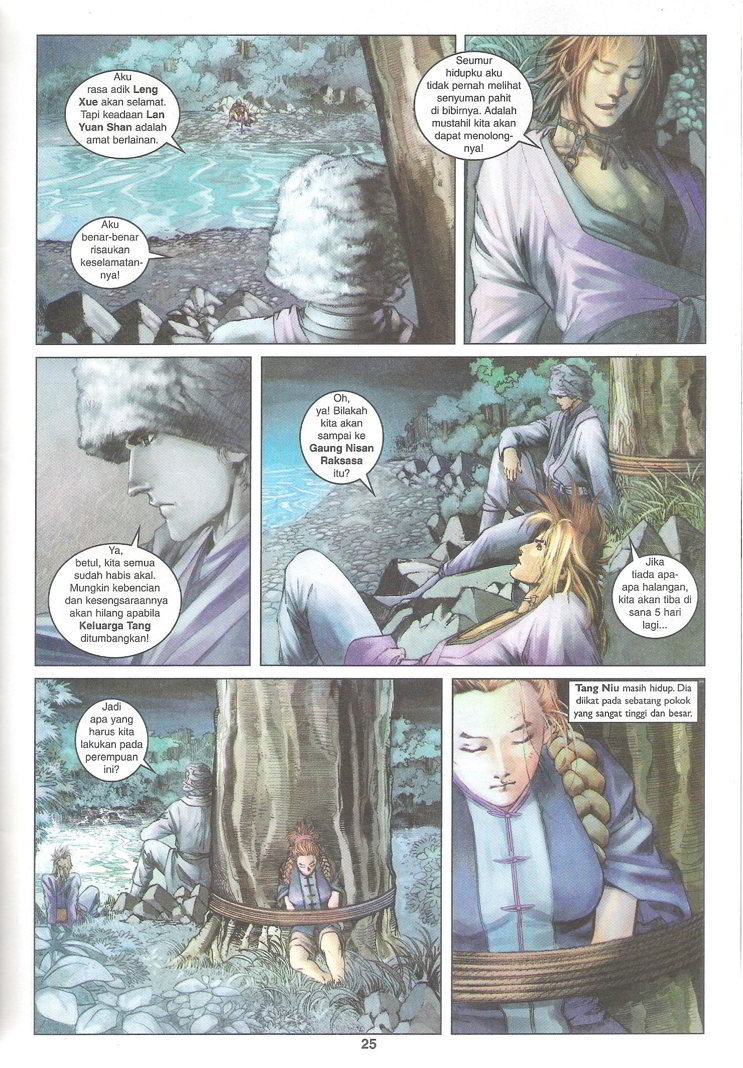 Aku
rasa adik Leng
Xue akan selamat.
Tapi keadaan Lan
Yuan Shan adalah
amat berlainan.
Aku
benar-benar
risaukan
keselamatan-
nya!
Seumur
hidupku aku
tidak pernah melihat
senyuman pahit
di bibirnya. Adalah
mustahil kita akan
dapat menolong-
nya!
Ya,
betul, kita semua
sudah habis akal.
Mungkin kebencian
dan kesengsaraannya
akan hilang apabila
Keluarga Tang
ditumbangkan!
Oh,
ya! Bilakah
kita akan
sampai ke
Gaung Nisan
Raksasa
itu?
Jika
tiada apa-
apa halangan,
kita akan tiba di
sana 5 hari
lagi...
Jadi
apa yang
harus kita
lakukan pada
perempuan
ini?
Tang Niu masih hidup. Dia
diikat pada sebatang pokok
yang sangat tinggi dan besar.
25